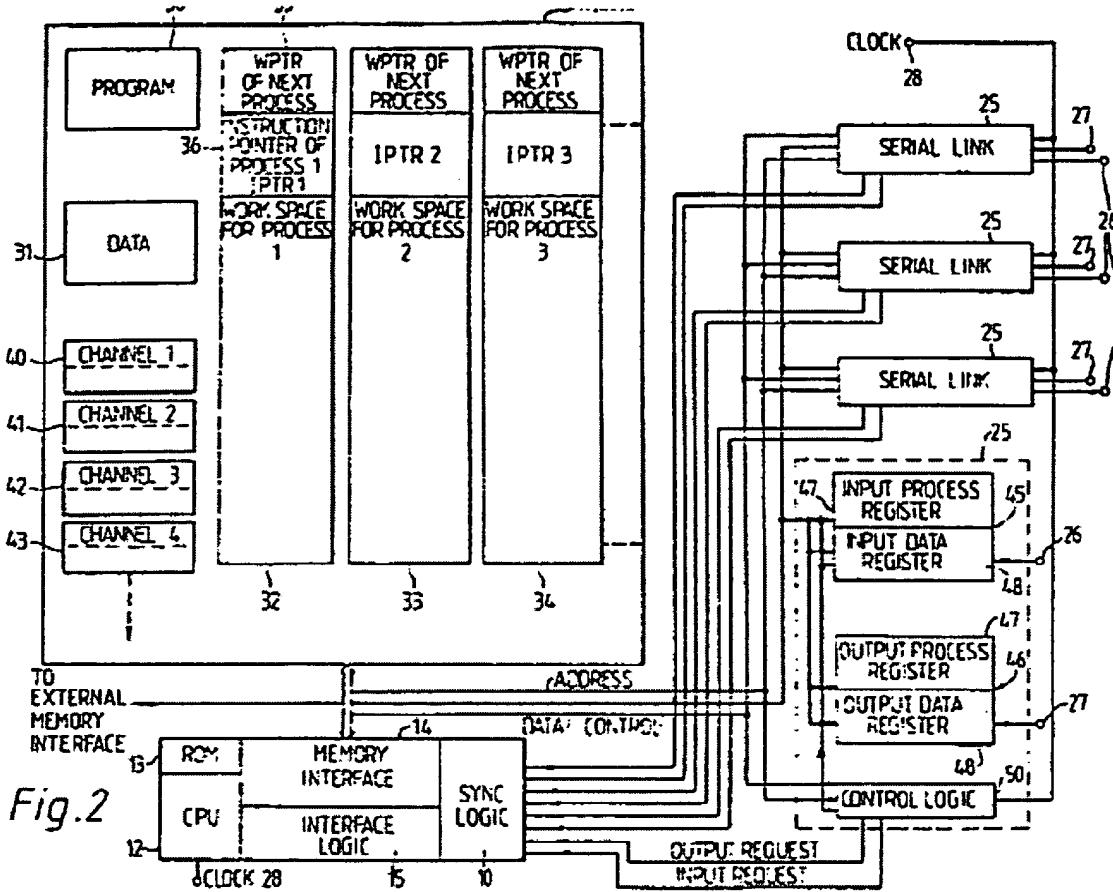 PROGRAM
WPTR
OF NEXT
PROCESS
WPTR OF
NEXT
PROCESS
WPTR OF
NEXT
PROCESS
36
INSTRUCTION
POINTER OF
PROCESS 1
IPTR1
IPTR 2
IPTR 3
31
DATA
WORK SPACE
FOR PROCESS
1
WORK SPACE
FOR PROCESS
2
WORK SPACE
FOR PROCESS
3
40
CHANNEL 1
41
CHANNEL 2
42
CHANNEL 3
43
CHANNEL 4
32
33
34
CLOCK
28
25
SERIAL LINK
27
25
SERIAL LINK
27
25
SERIAL LINK
27
25
47
INPUT PROCESS
REGISTER
45
INPUT DATA
REGISTER
48
26
47
OUTPUT PROCESS
REGISTER
46
OUTPUT DATA
REGISTER
48
27
50
CONTROL LOGIC
TO
EXTERNAL
MEMORY
INTERFACE
ADDRESS
DATA/ CONTROL
14
13
ROM
MEMORY
INTERFACE
SYNC
LOGIC
CPU
INTERFACE
LOGIC
12
CLOCK 28
15
10
OUTPUT REQUEST
INPUT REQUEST
Fig.2